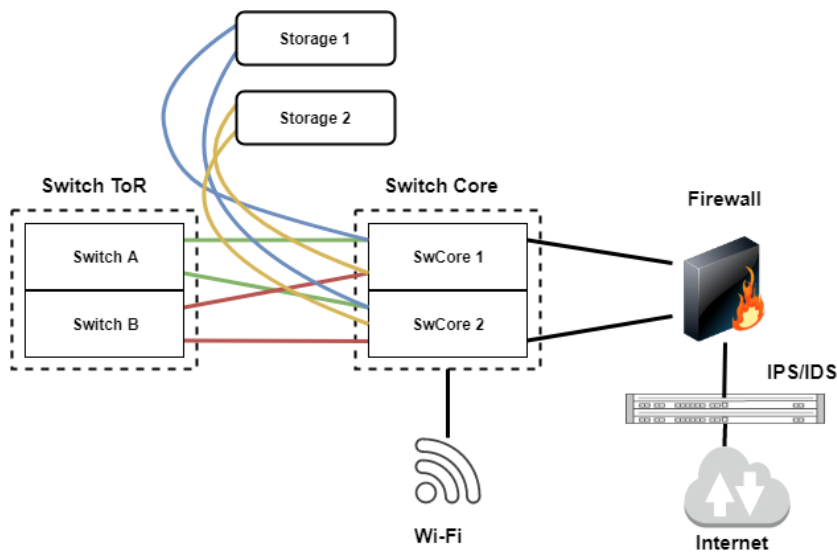 Storage 1
Storage 2
Switch ToR
Switch Core
Firewall
Switch A
SwCore 1
Switch B
SwCore 2
IPS/IDS
Wi-Fi
Internet